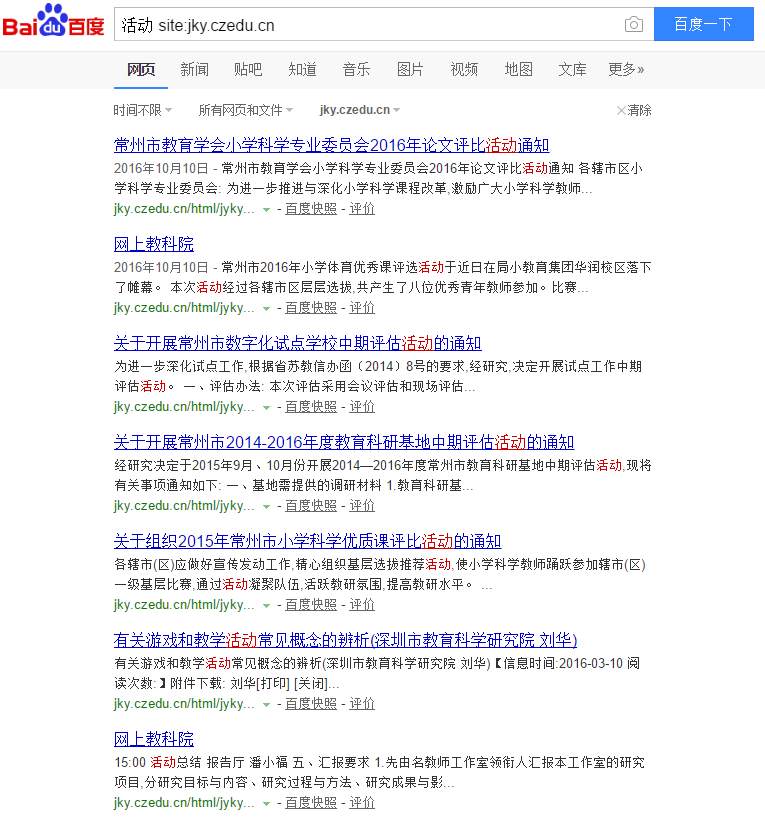 Bai du 百度 活动 site:jky.czedu.cn 百度一下
网页 新闻 贴吧 知道 音乐 图片 视频 地图 文库 更多»
时间不限 所有网页和文件 jky.czedu.cn ×清除
常州市教育学会小学科学专业委员会2016年论文评比活动通知
2016年10月10日 - 常州市教育学会小学科学专业委员会2016年论文评比活动通知 各辖市区小
学科学专业委员会: 为进一步推进与深化小学科学课程改革,激励广大小学科学教师...
jky.czedu.cn/html/jyky... - 百度快照 - 评价
网上教科院
2016年10月10日 - 常州市2016年小学体育优秀课评选活动于近日在局小教育集团华润校区落下
了帷幕。 本次活动经过各辖市区层层选拔,共产生了八位优秀青年教师参加。比赛...
jky.czedu.cn/html/jyky... - 百度快照 - 评价
关于开展常州市数字化试点学校中期评估活动的通知
为进一步深化试点工作,根据省苏教信办函（2014）8号的要求,经研究,决定开展试点工作中期
评估活动。 一、评估办法: 本次评估采用会议评估和现场评估...
jky.czedu.cn/html/jyky... - 百度快照 - 评价
关于开展常州市2014-2016年度教育科研基地中期评估活动的通知
经研究决定于2015年9月、10月份开展2014—2016年度常州市教育科研基地中期评估活动,现将
有关事项通知如下: 一、基地需提供的调研材料 1.教育科研基...
jky.czedu.cn/html/jyky... - 百度快照 - 评价
关于组织2015年常州市小学科学优质课评比活动的通知
各辖市(区)应做好宣传发动工作,精心组织基层选拔推荐活动,使小学科学教师踊跃参加辖市(区)
一级基层比赛,通过活动凝聚队伍,活跃教研氛围,提高教研水平。 ...
jky.czedu.cn/html/jyky... - 百度快照 - 评价
有关游戏和教学活动常见概念的辨析(深圳市教育科学研究院 刘华)
有关游戏和教学活动常见概念的辨析(深圳市教育科学研究院 刘华)【信息时间:2016-03-10 阅
读次数:】附件下载: 刘华[打印] [关闭]...
jky.czedu.cn/html/jyky... - 百度快照 - 评价
网上教科院
15:00 活动总结 报告厅 潘小福 五、汇报要求 1.先由名教师工作室领衔人汇报本工作室的研究
项目,分研究目标与内容、研究过程与方法、研究成果与影...
jky.czedu.cn/html/jyky... - 百度快照 - 评价